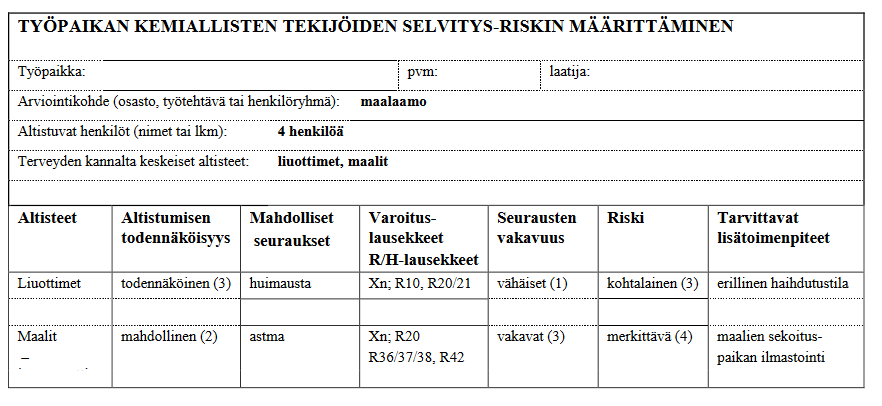 TYÖPAIKAN KEMIALLISTEN TEKIJÖIDEN SELVITYS-RISKIN MÄÄRITTÄMINEN
Työpaikka: pvm: laatija:
Arviointikohde (osasto, työtehtävä tai henkilöryhmä): maalaamo
Altistuvat henkilöt (nimet tai lkm): 4 henkilöä
Terveyden kannalta keskeiset altisteet: liuottimet, maalit
Altisteet Altistumisen Mahdolliset Varoitus- Seurausten Riski Tarvittavat
todennäköisyys seuraukset lausekkeet vakavuus lisätoimenpiteet
R/H-lausekkeet
Liuottimet todennäköinen (3) huimausta Xn; R10, R20/21 vähäiset (1) kohtalainen (3) erillinen haihdutustila
Maalit mahdollinen (2) astma Xn; R20 vakavat (3) merkittävä (4) maalien sekoitus-
– R36/37/38, R42 paikan ilmastointi